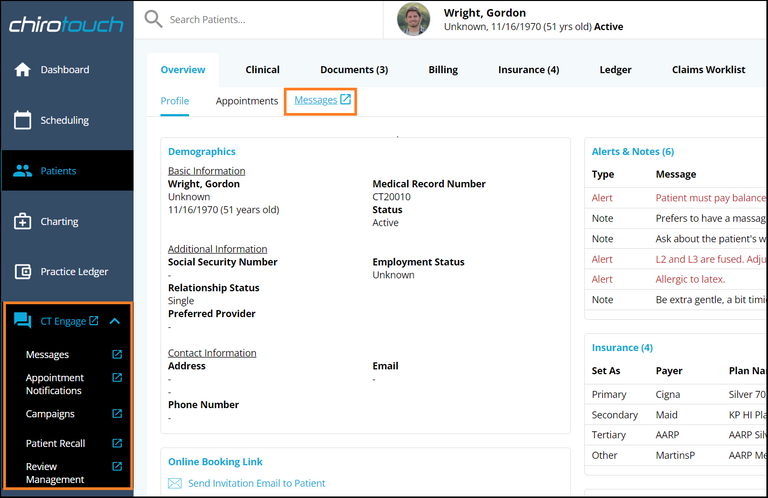 chirotouch
Search Patients...
Wright, Gordon
Unknown, 11/16/1970 (51 yrs old) Active
Dashboard
Scheduling
Patients
Charting
Practice Ledger
CT Engage
Messages
Appointment
Notifications
Campaigns
Patient Recall
Review
Management
Overview Clinical Documents (3) Billing Insurance (4) Ledger Claims Worklist
Profile Appointments Messages
Demographics
Basic Information
Wright, Gordon Medical Record Number
Unknown CT20010
11/16/1970 (51 years old) Status
Active
Additional Information
Social Security Number Employment Status
- Unknown
Relationship Status
Single
Preferred Provider
-
Contact Information
Address Email
- -
-
Phone Number
-
Online Booking Link
Send Invitation Email to Patient
Alerts & Notes (6)
Type Message
Alert Patient must pay balance
Note Prefers to have a massag
Note Ask about the patient's w
Alert L2 and L3 are fused. Adju
Alert Allergic to latex.
Note Be extra gentle, a bit timi
Insurance (4)
Set As Payer Plan Na
Primary Cigna Silver 70
Secondary Maid KP HI Pla
Tertiary AARP AARP Silv
Other MartinsP AARP Me